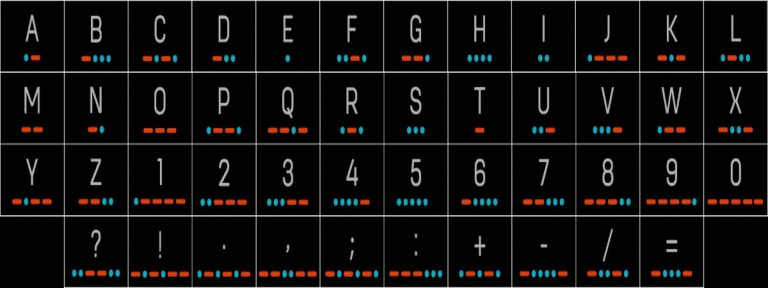 A B C D E F G H I J K L
M N O P Q R S T U V W X
Y Z 1 2 3 4 5 6 7 8 9 0
? ! . , ; : + - / =